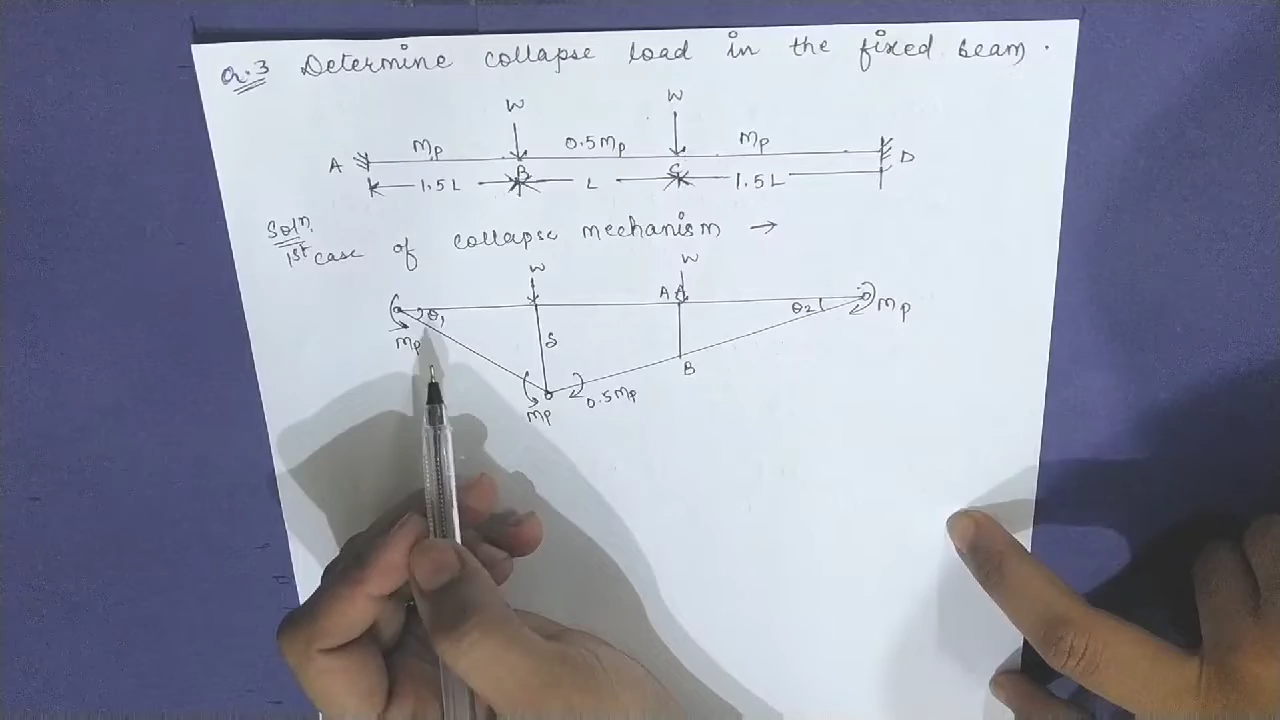 Q.3 Determine collapse load in the fixed beam.
W W
A Mp 0.5Mp Mp D
B C
1.5L L 1.5L
Soln.
1st case of collapse mechanism →
W W
A
θ1 θ2 Mp
Mp S
B
Mp 0.5Mp